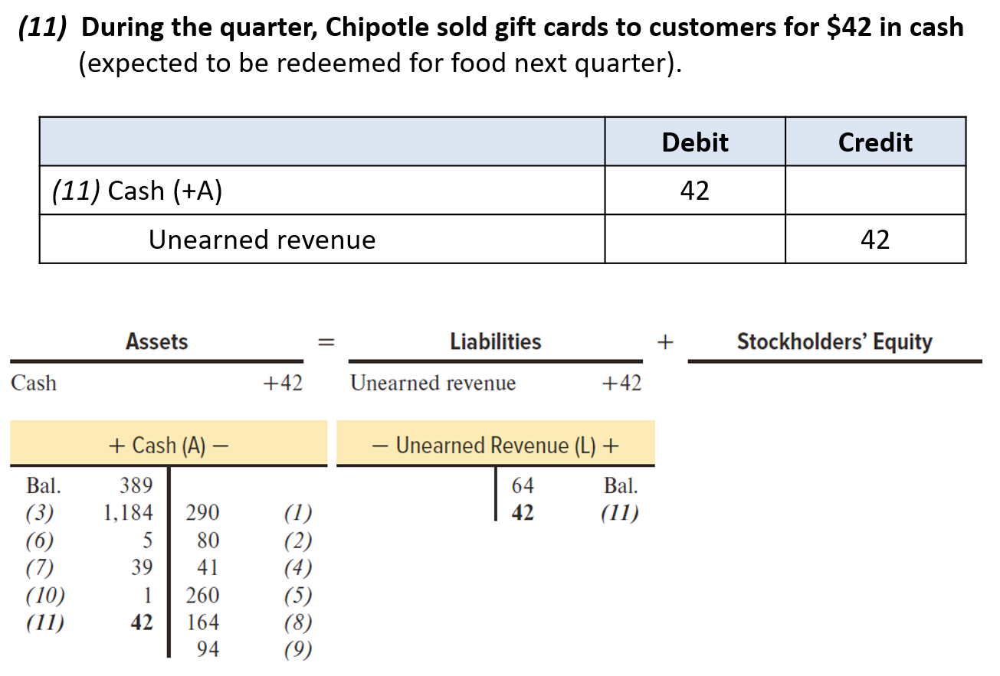 (11) During the quarter, Chipotle sold gift cards to customers for $42 in cash
(expected to be redeemed for food next quarter).
Debit Credit
(11) Cash (+A) 42
Unearned revenue 42
Assets = Liabilities + Stockholders’ Equity
Cash +42 Unearned revenue +42
+ Cash (A) − − Unearned Revenue (L) +
Bal. 389 64 Bal.
(3) 1,184 290 (1) 42 (11)
(6) 5 80 (2)
(7) 39 41 (4)
(10) 1 260 (5)
(11) 42 164 (8)
94 (9)